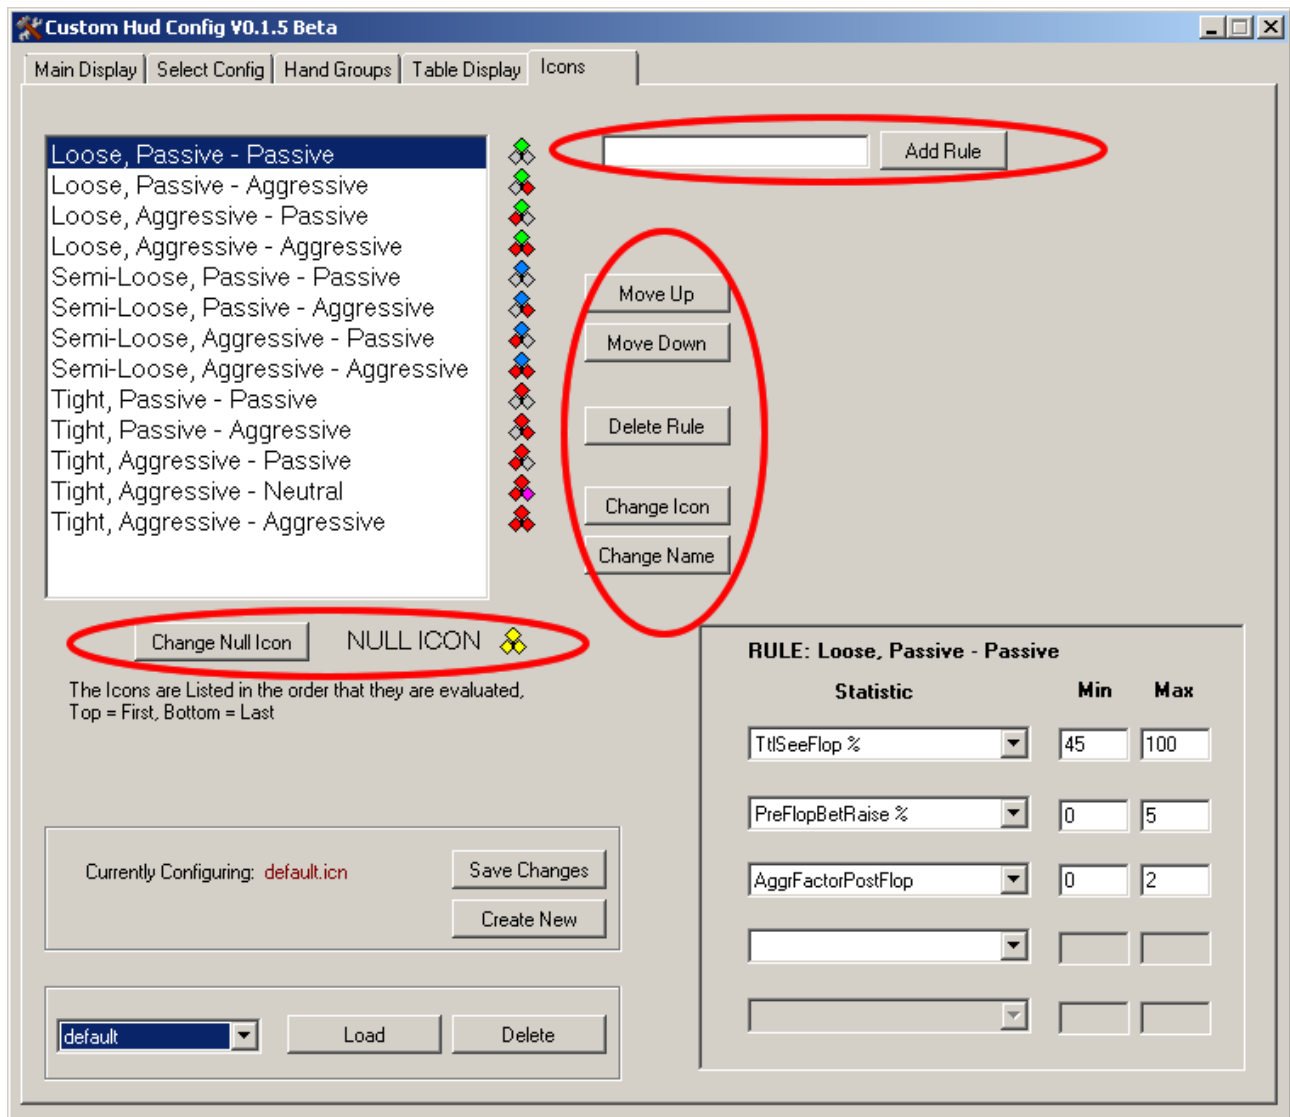 Custom Hud Config V0.1.5 Beta
Main Display
Select Config
Hand Groups
Table Display
Icons
Loose, Passive - Passive
Loose, Passive - Aggressive
Loose, Aggressive - Passive
Loose, Aggressive - Aggressive
Semi-Loose, Passive - Passive
Semi-Loose, Passive - Aggressive
Semi-Loose, Aggressive - Passive
Semi-Loose, Aggressive - Aggressive
Tight, Passive - Passive
Tight, Passive - Aggressive
Tight, Aggressive - Passive
Tight, Aggressive - Neutral
Tight, Aggressive - Aggressive
Add Rule
Move Up
Move Down
Delete Rule
Change Icon
Change Name
Change Null Icon
NULL ICON
The Icons are Listed in the order that they are evaluated,
Top = First, Bottom = Last
RULE: Loose, Passive - Passive
Statistic Min Max
TtlSeeFlop % 45 100
PreFlopBetRaise % 0 5
AggrFactorPostFlop 0 2
Currently Configuring: default.icn
Save Changes
Create New
default
Load
Delete